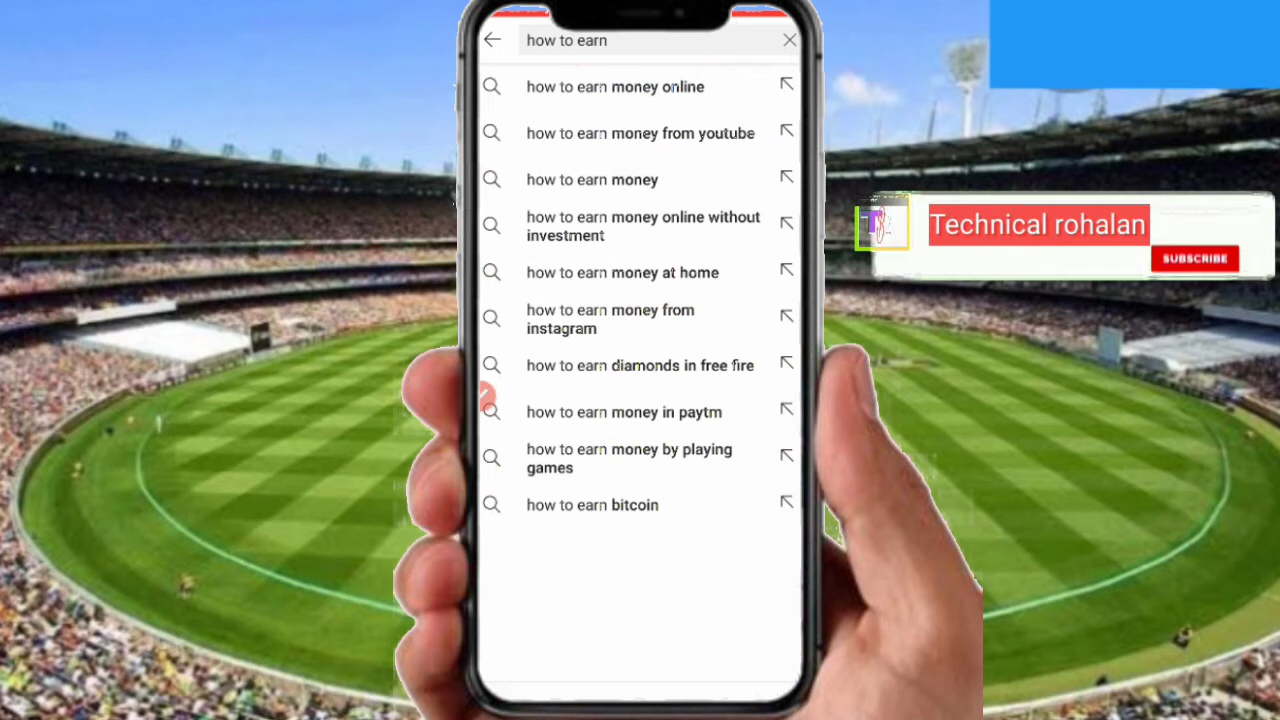 how to earn
how to earn money online
how to earn money from youtube
how to earn money
how to earn money online without
investment
how to earn money at home
how to earn money from
instagram
how to earn diamonds in free fire
how to earn money in paytm
how to earn money by playing
games
how to earn bitcoin
Technical rohalan
SUBSCRIBE